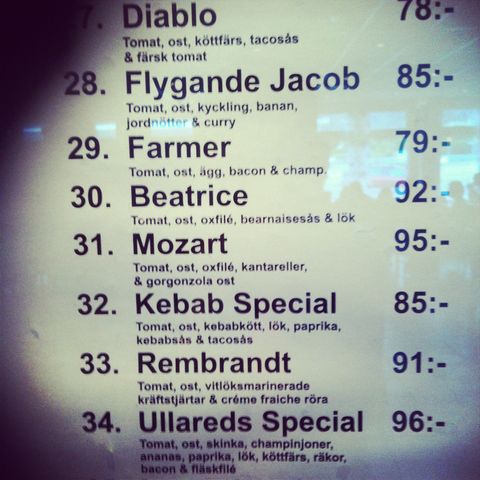 7. Diablo 78:-
Tomat, ost, köttfärs, tacosås
& färsk tomat
28. Flygande Jacob 85:-
Tomat, ost, kyckling, banan,
jordnötter & curry
29. Farmer 79:-
Tomat, ost, ägg, bacon & champ.
30. Beatrice 92:-
Tomat, ost, oxfilé, bearnaisesås & lök
31. Mozart 95:-
Tomat, ost, oxfilé, kantareller,
& gorgonzola ost
32. Kebab Special 85:-
Tomat, ost, kebabkött, lök, paprika,
kebabsås & tacosås
33. Rembrandt 91:-
Tomat, ost, vitlöksmarinerade
kräftstjärtar & créme fraiche röra
34. Ullareds Special 96:-
Tomat, ost, skinka, champinjoner,
ananas, paprika, lök, köttfärs, räkor,
bacon & fläskfilé